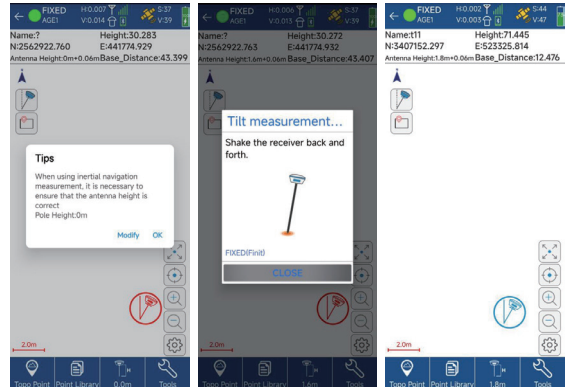 FIXED
AGE1
H:0.007
V:0.014
S:37
V:39
Name:?
Height:30.283
N:2562922.760
E:441774.929
Antenna Height:0m+0.06m
Base_Distance:43.399
Tips
When using inertial navigation
measurement, it is necessary to
ensure that the antenna height is
correct
Pole Height:0m
Modify
OK
2.0m
Topo Point
Point Library
0.0m
Tools
FIXED
AGE1
H:0.006
V:0.013
S:37
V:39
Name:?
Height:30.272
N:2562922.763
E:441774.932
Antenna Height:1.6m+0.06m
Base_Distance:43.407
Tilt measurement...
Shake the receiver back and
forth.
FIXED(Finit)
CLOSE
2.0m
Topo Point
Point Library
1.6m
Tools
FIXED
AGE1
H:0.002
V:0.003
S:44
V:47
Name:t11
Height:71.445
N:3407152.297
E:523325.814
Antenna Height:1.8m+0.06m
Base_Distance:12.476
2.0m
Topo Point
Point Library
1.8m
Tools